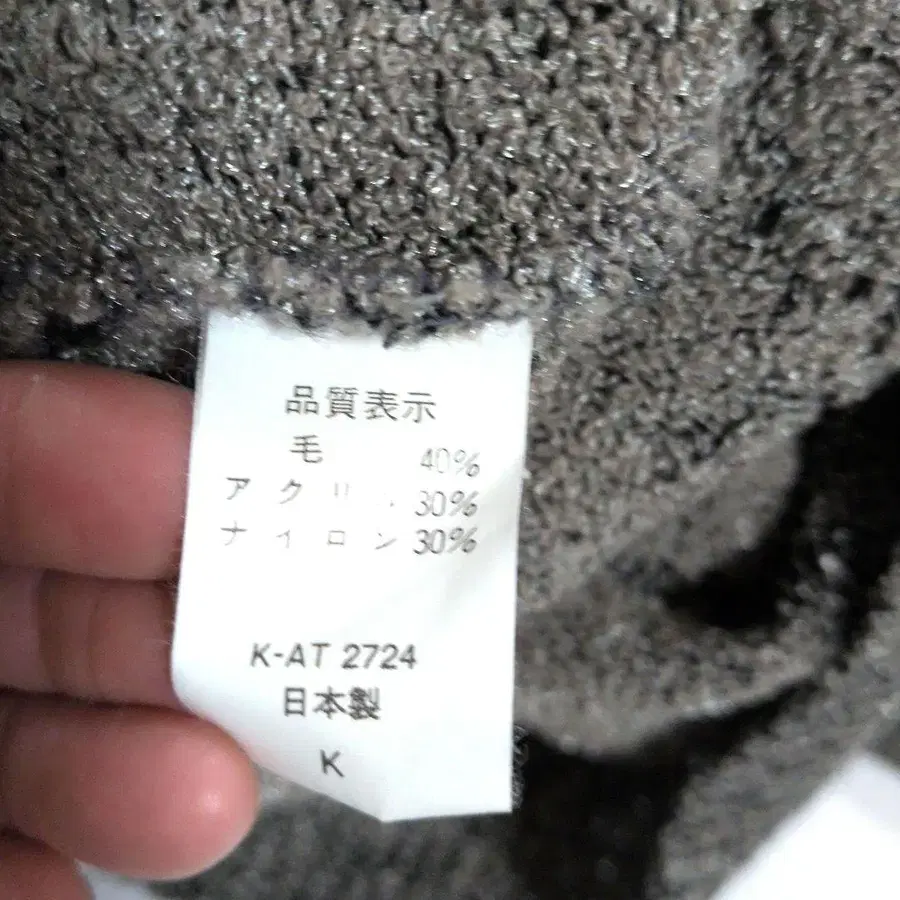 品質表示
毛 40%
アクリル 30%
ナイロン 30%
K-AT 2724
日本製
K